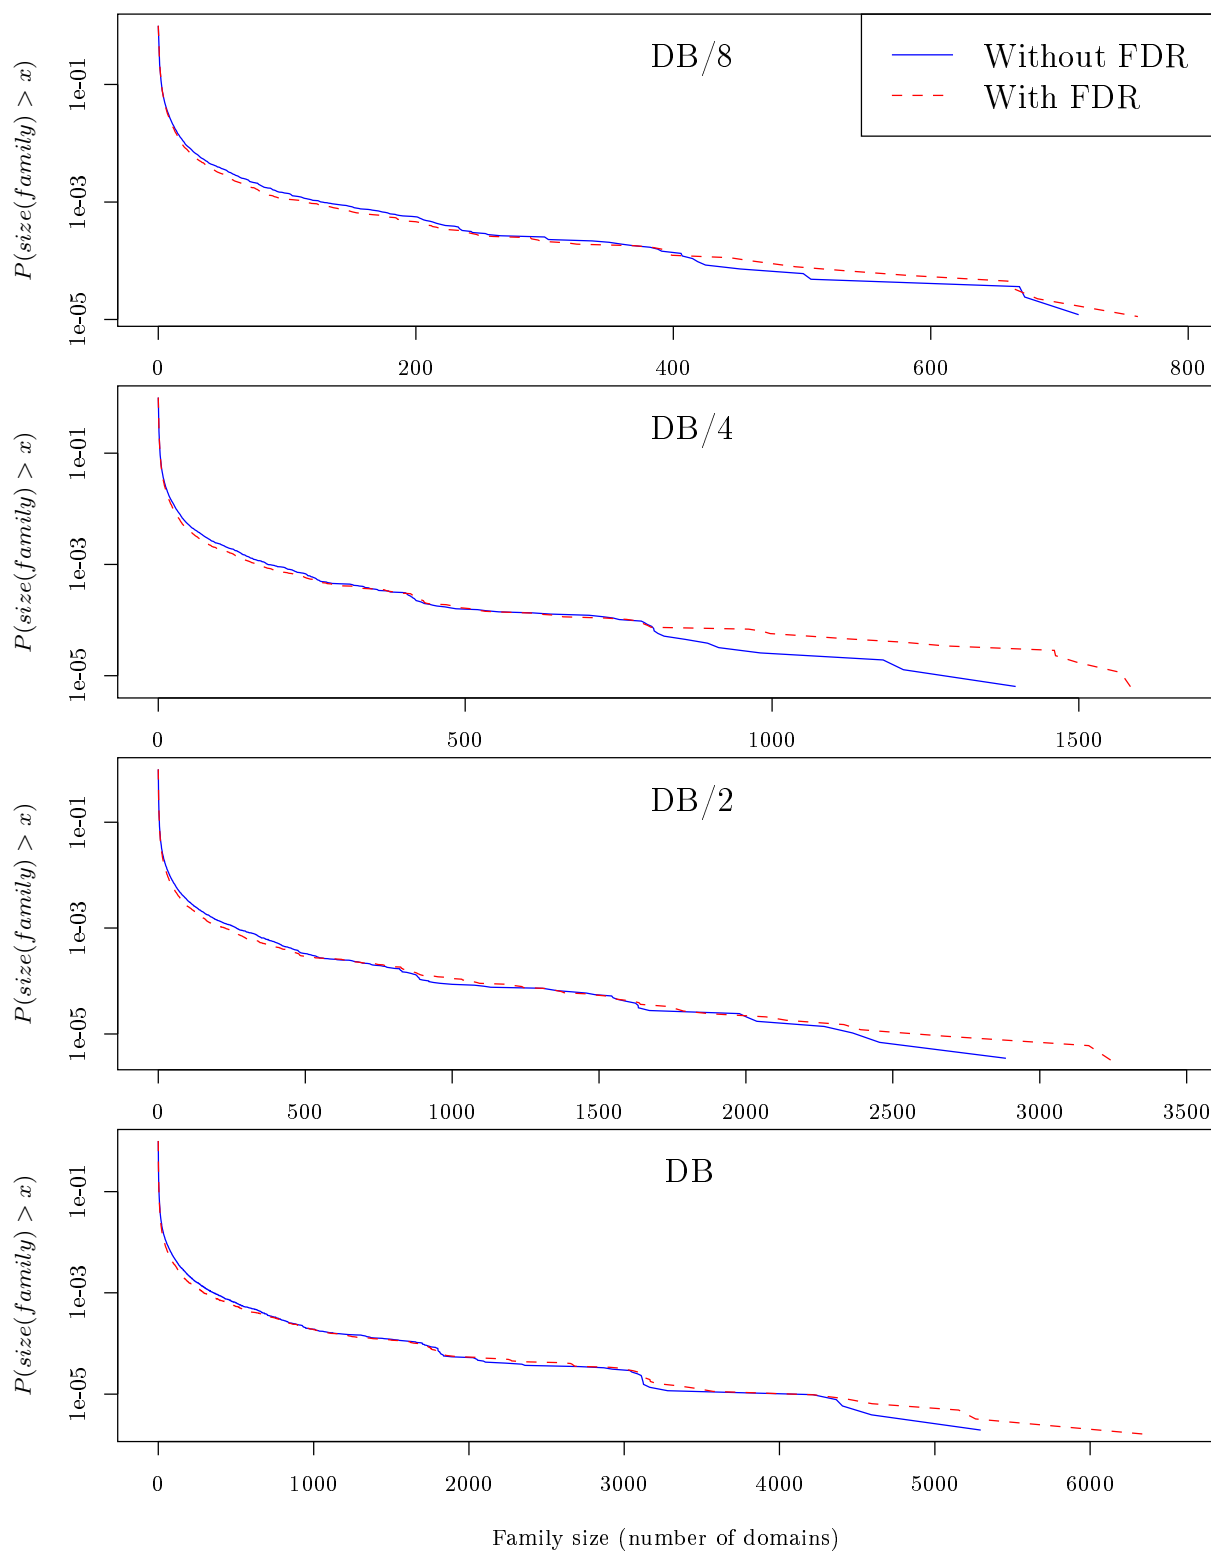 DB/8
Without FDR
With FDR
P(size(family) > x)
1e-01
1e-03
1e-05
0 200 400 600 800
DB/4
P(size(family) > x)
1e-01
1e-03
1e-05
0 500 1000 1500
DB/2
P(size(family) > x)
1e-01
1e-03
1e-05
0 500 1000 1500 2000 2500 3000 3500
DB
P(size(family) > x)
1e-01
1e-03
1e-05
0 1000 2000 3000 4000 5000 6000
Family size (number of domains)